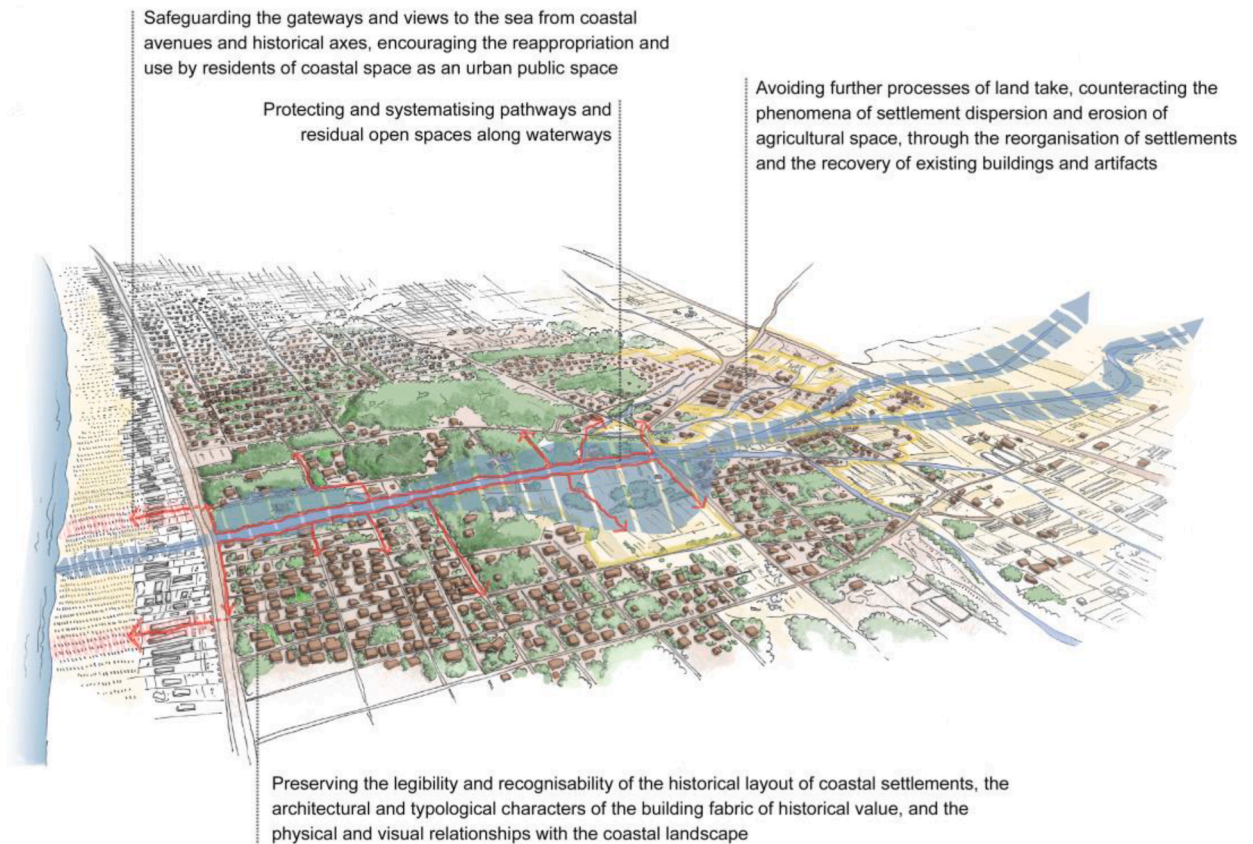 Safeguarding the gateways and views to the sea from coastal
avenues and historical axes, encouraging the reappropriation and
use by residents of coastal space as an urban public space
Protecting and systematising pathways and
residual open spaces along waterways
Avoiding further processes of land take, counteracting the
phenomena of settlement dispersion and erosion of
agricultural space, through the reorganisation of settlements
and the recovery of existing buildings and artifacts
Preserving the legibility and recognisability of the historical layout of coastal settlements, the
architectural and typological characters of the building fabric of historical value, and the
physical and visual relationships with the coastal landscape